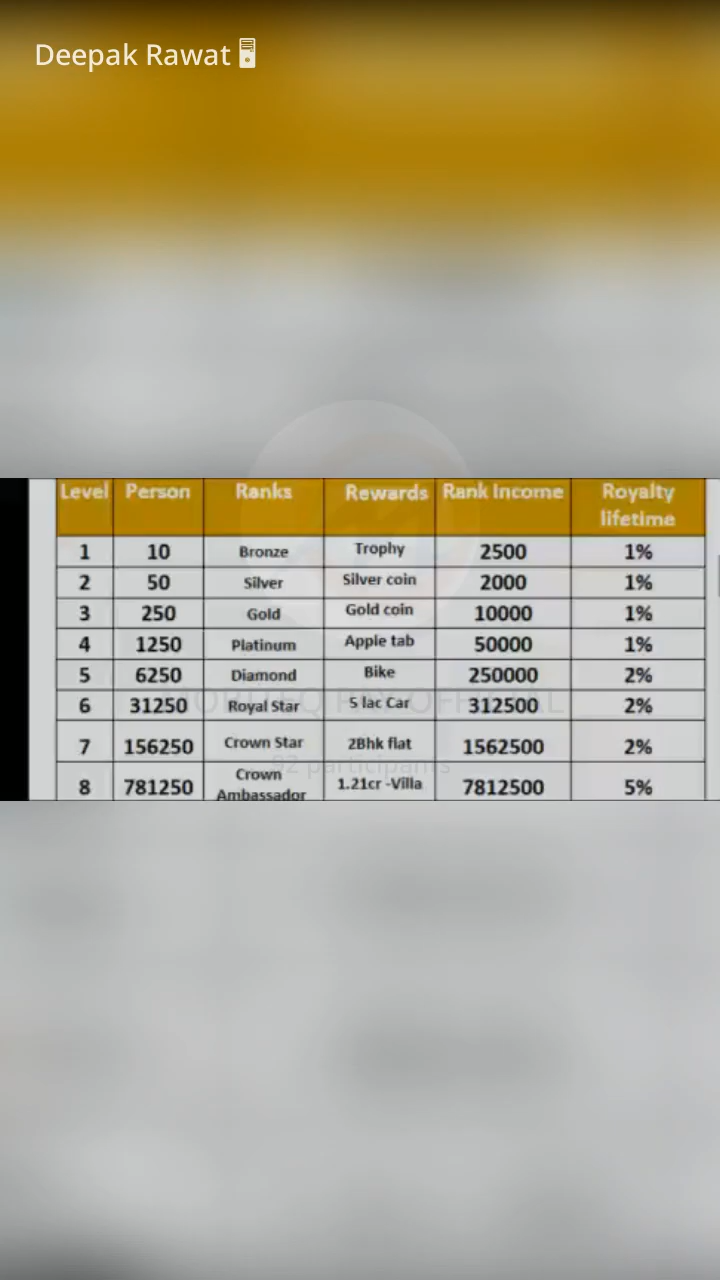 Deepak Rawat
Level Person Ranks Rewards Rank Income Royalty lifetime
1 10 Bronze Trophy 2500 1%
2 50 Silver Silver coin 2000 1%
3 250 Gold Gold coin 10000 1%
4 1250 Platinum Apple tab 50000 1%
5 6250 Diamond Bike 250000 2%
6 31250 Royal Star 5 lac Car 312500 2%
7 156250 Crown Star 2Bhk flat 1562500 2%
8 781250 Crown Ambassador 1.21cr -Villa 7812500 5%
92 participants